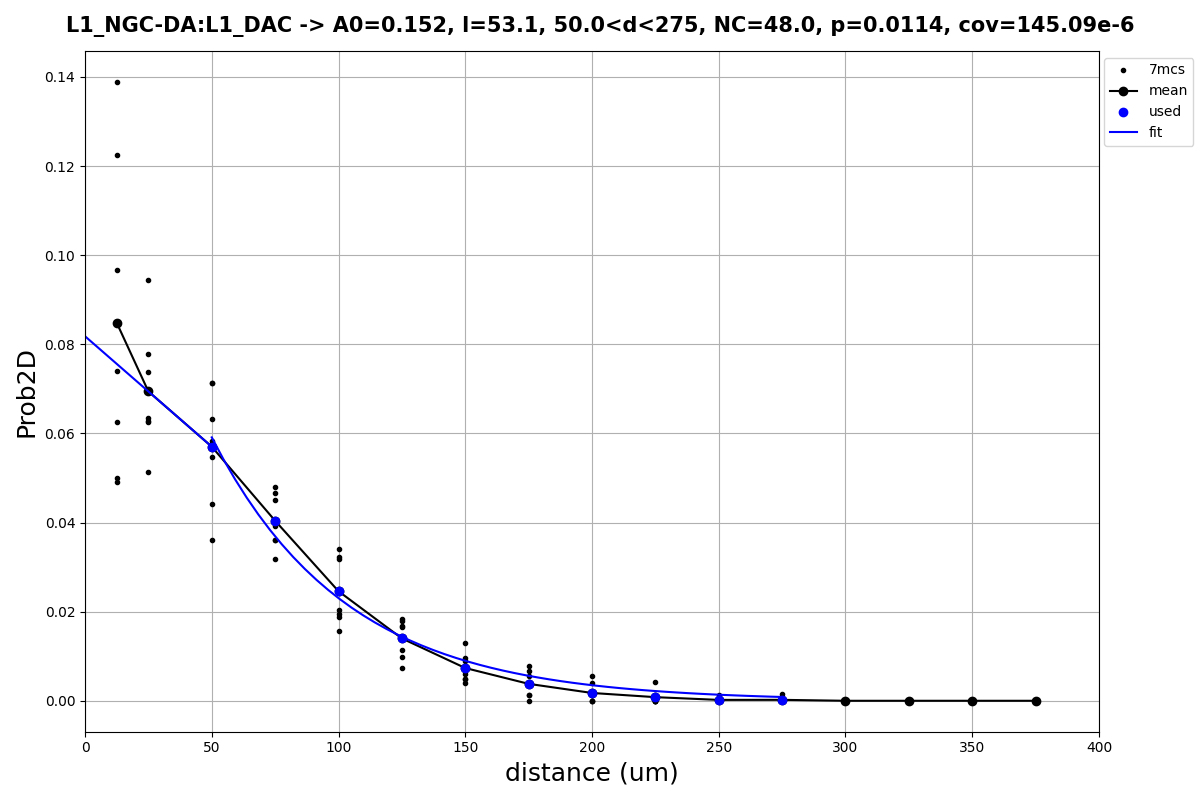 L1_NGC-DA:L1_DAC -> A0=0.152, l=53.1, 50.0<d<275, NC=48.0, p=0.0114, cov=145.09e-6
7mcs
mean
used
fit
Prob2D
0.14
0.12
0.10
0.08
0.06
0.04
0.02
0.00
0 50 100 150 200 250 300 350 400
distance (um)